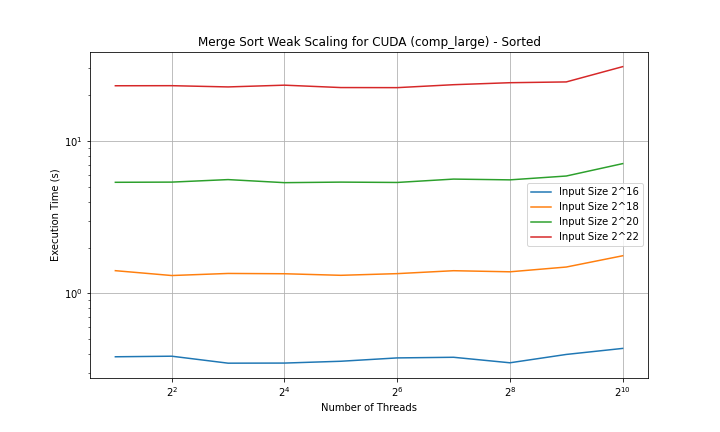 Merge Sort Weak Scaling for CUDA (comp_large) - Sorted
Execution Time (s)
10^1
10^0
Input Size 2^16
Input Size 2^18
Input Size 2^20
Input Size 2^22
2^2 2^4 2^6 2^8 2^10
Number of Threads